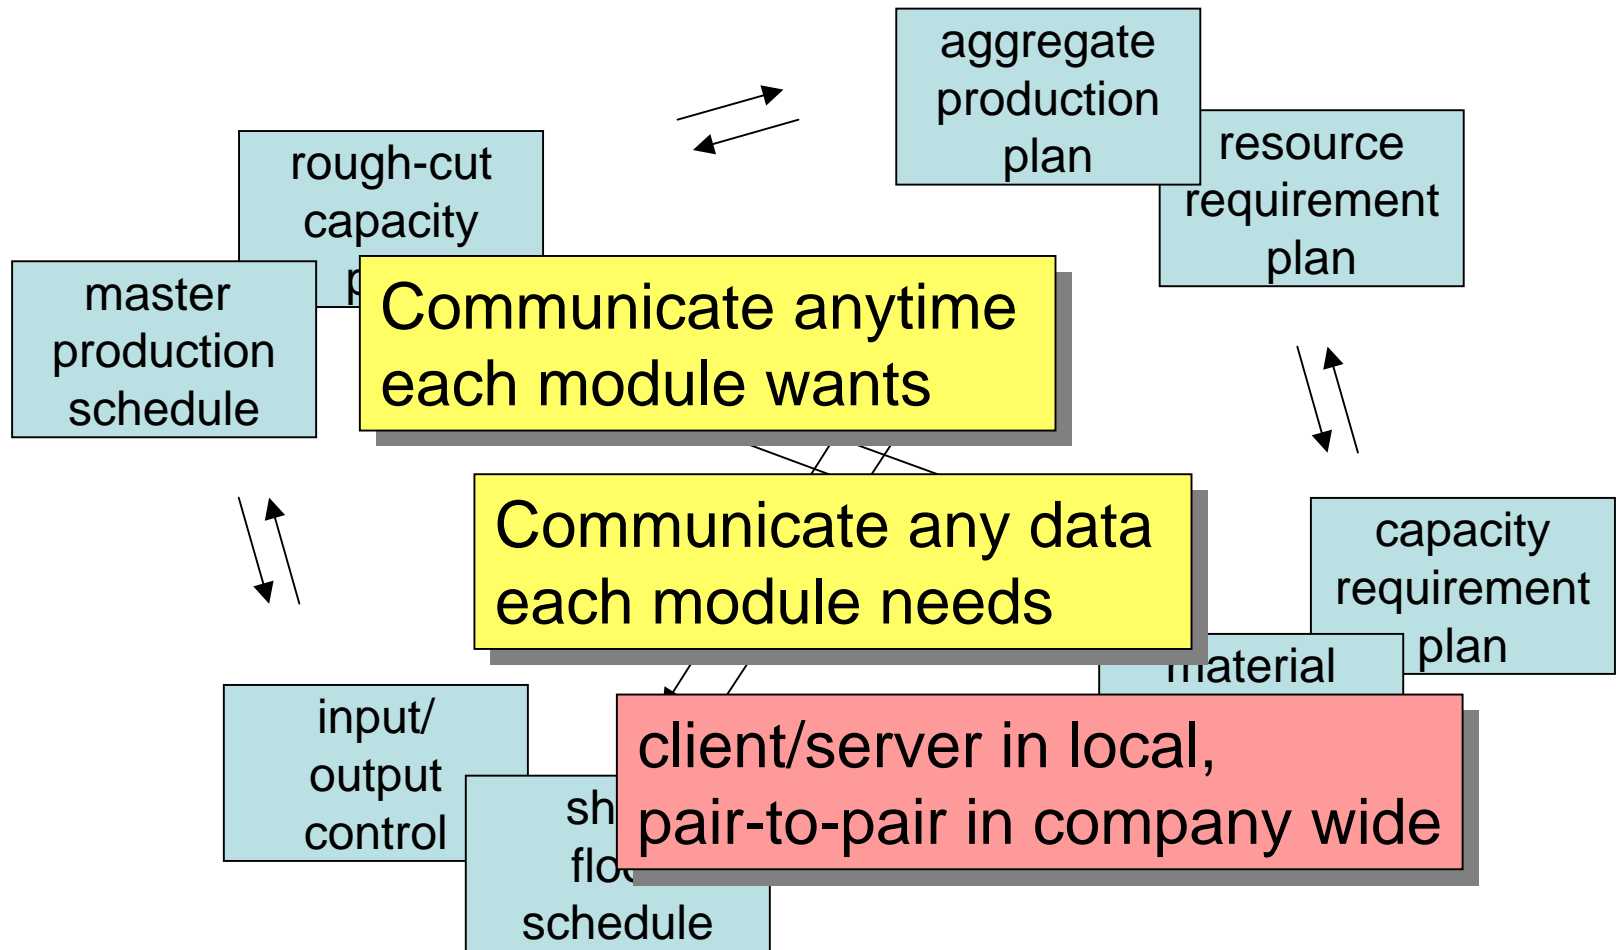 aggregate
production
plan
resource
requirement
plan
rough-cut
capacity
master
production
schedule
Communicate anytime
each module wants
Communicate any data
each module needs
capacity
requirement
plan
material
client/server in local,
pair-to-pair in company wide
input/
output
control
schedule